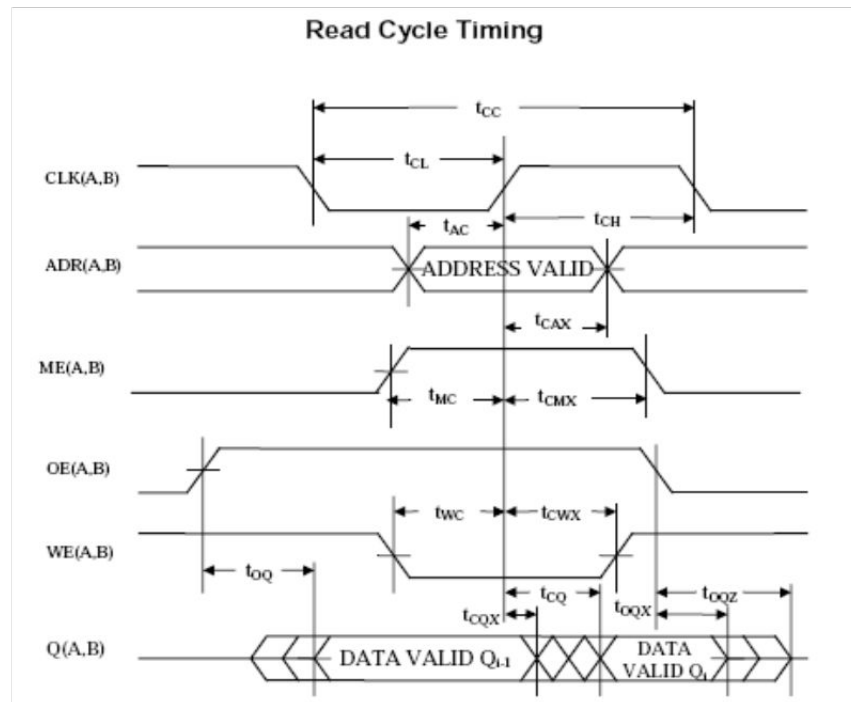 Read Cycle Timing
tCC
CLK(A,B)
tCL
tAC
tCH
ADR(A,B)
ADDRESS VALID
tCAX
ME(A,B)
tMC
tCMX
OE(A,B)
tWC
tCWX
WE(A,B)
tOQ
tCQ
tOQZ
tCQX
tOQX
Q(A,B)
DATA VALID Qi-1
DATA
VALID Qi